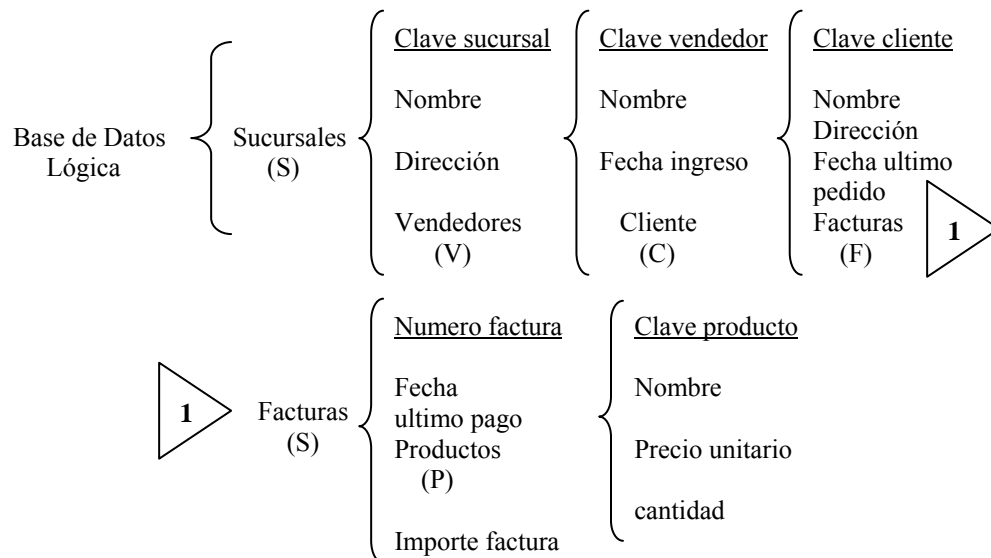 Base de Datos
Lógica
Sucursales
(S)
Clave sucursal
Nombre
Dirección
Vendedores
(V)
Clave vendedor
Nombre
Fecha ingreso
Cliente
(C)
Clave cliente
Nombre
Dirección
Fecha ultimo
pedido
Facturas
(F)
1
1
Facturas
(S)
Numero factura
Fecha
ultimo pago
Productos
(P)
Importe factura
Clave producto
Nombre
Precio unitario
cantidad